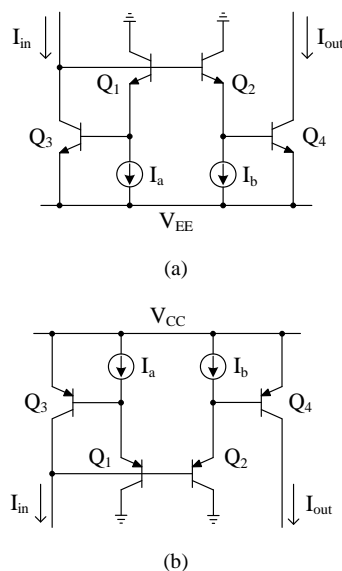 I_in
I_out
Q_1
Q_2
Q_3
Q_4
I_a
I_b
V_EE
(a)
V_CC
I_a
I_b
Q_3
Q_4
Q_1
Q_2
I_in
I_out
(b)